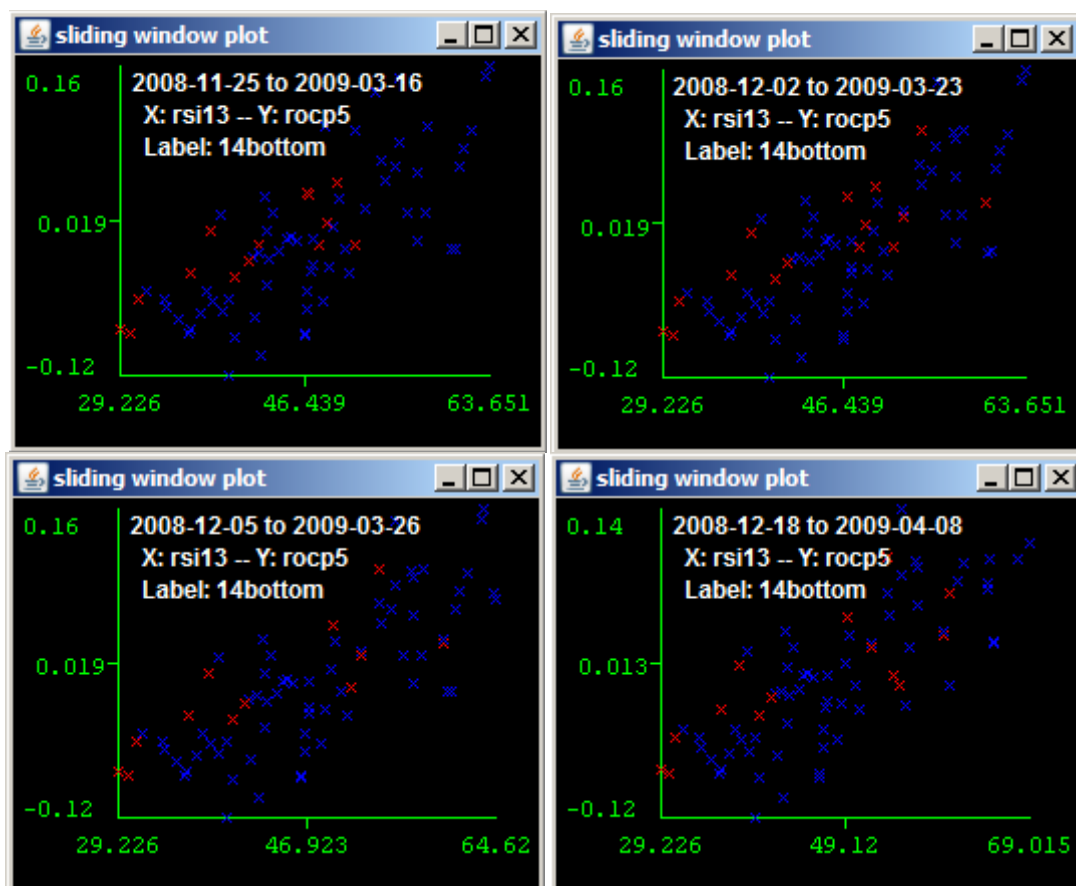 sliding window plot
0.16
2008-11-25 to 2009-03-16
X: rsi13 -- Y: rocp5
Label: 14bottom
0.019
-0.12
29.226 46.439 63.651
sliding window plot
0.16
2008-12-02 to 2009-03-23
X: rsi13 -- Y: rocp5
Label: 14bottom
0.019
-0.12
29.226 46.439 63.651
sliding window plot
0.16
2008-12-05 to 2009-03-26
X: rsi13 -- Y: rocp5
Label: 14bottom
0.019
-0.12
29.226 46.923 64.62
sliding window plot
0.14
2008-12-18 to 2009-04-08
X: rsi13 -- Y: rocp5
Label: 14bottom
0.013
-0.12
29.226 49.12 69.015